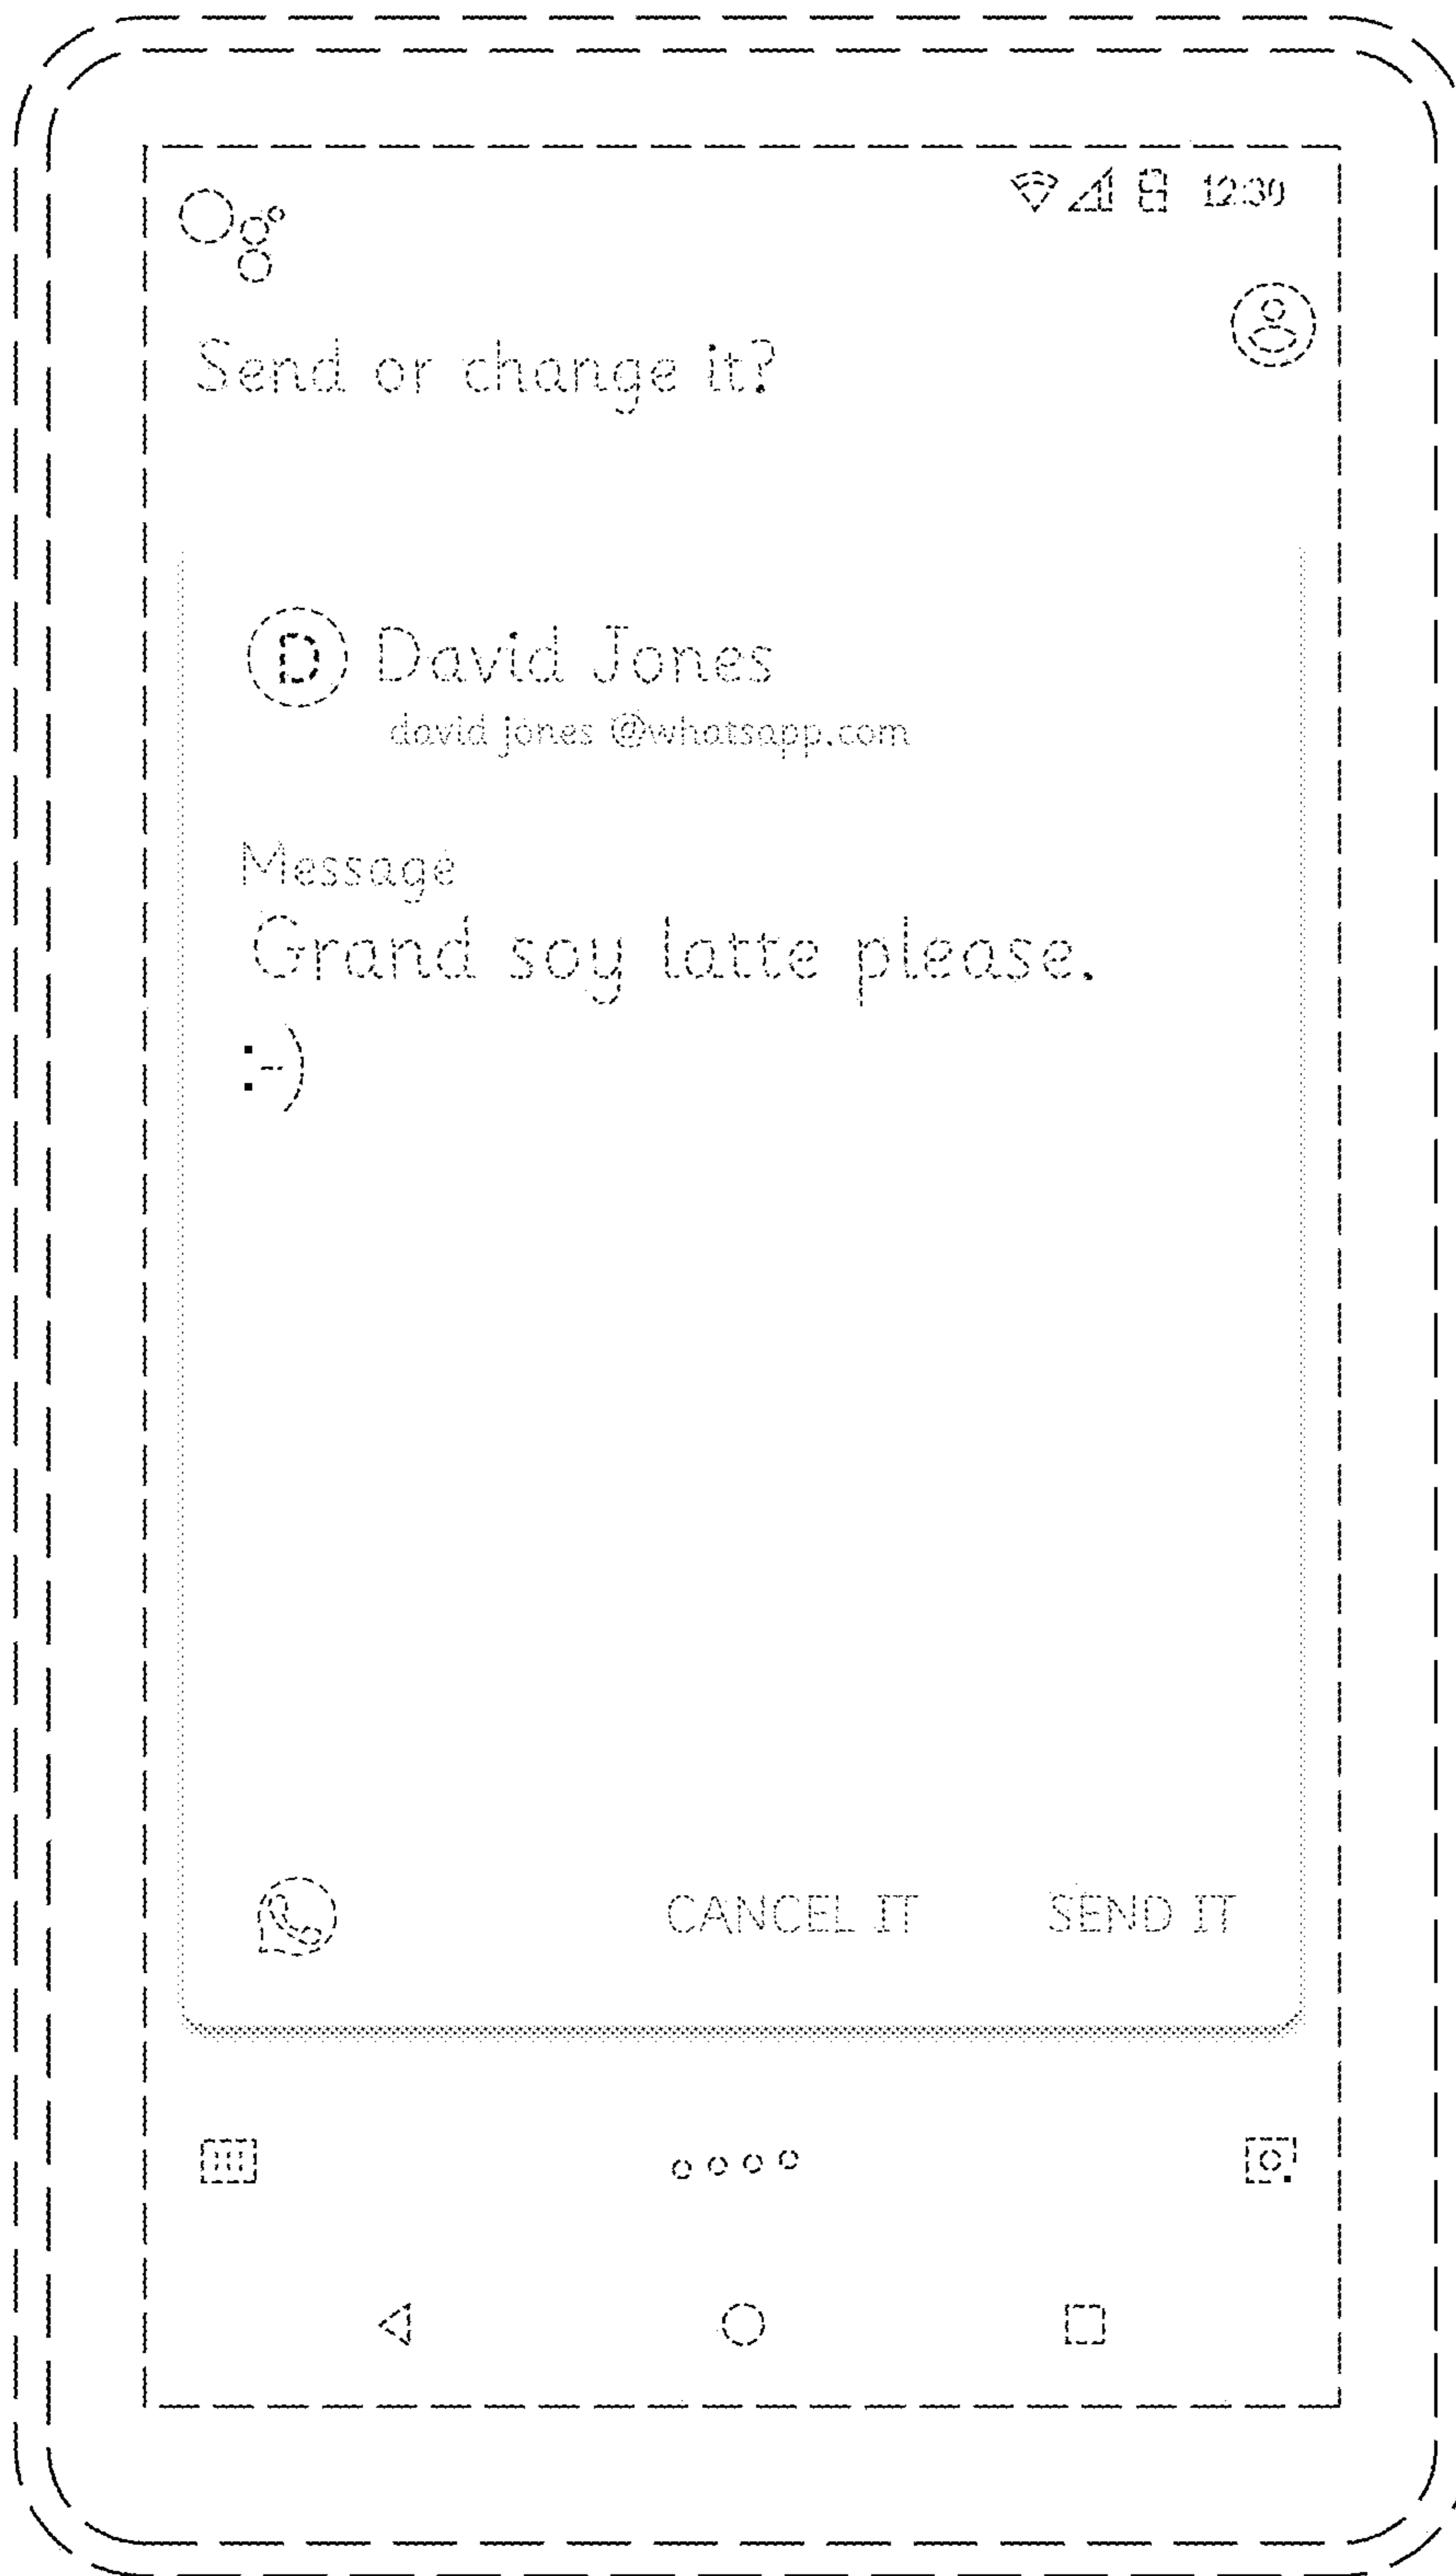 12:30
Send or change it?
D David Jones
david jones @whatsapp.com
Message
Grand soy latte please.
:-)
CANCEL IT SEND IT